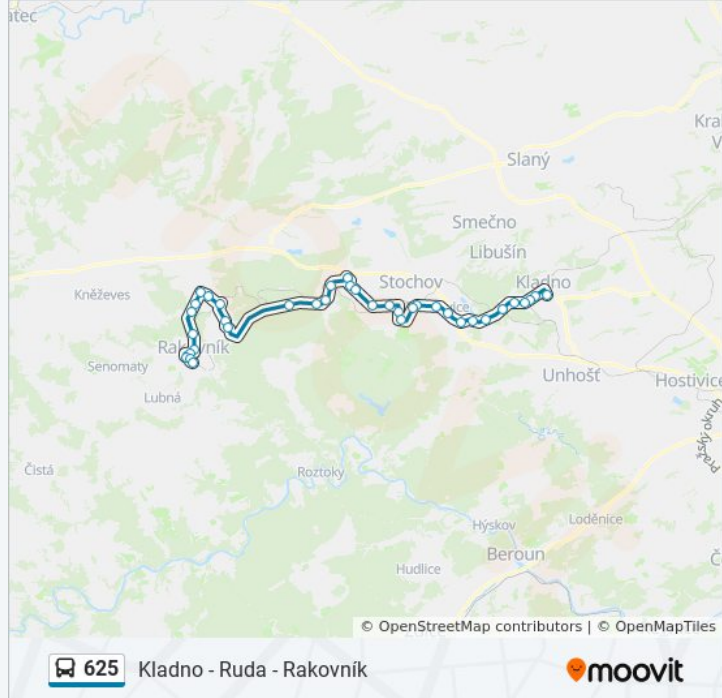 atec
Kra
V
Slaný
Smečno
Libušín
Stochov
Kladno
Kněževes
vice
Rakovník
Senomaty
Unhošť
Hostivice
Lubná
Pražský okruh
Čistá
Roztoky
Hýskov
Loděnice
Beroun
Č
Hudlice
© OpenStreetMap contributors | © OpenMapTiles
625 Kladno - Ruda - Rakovník
moovit